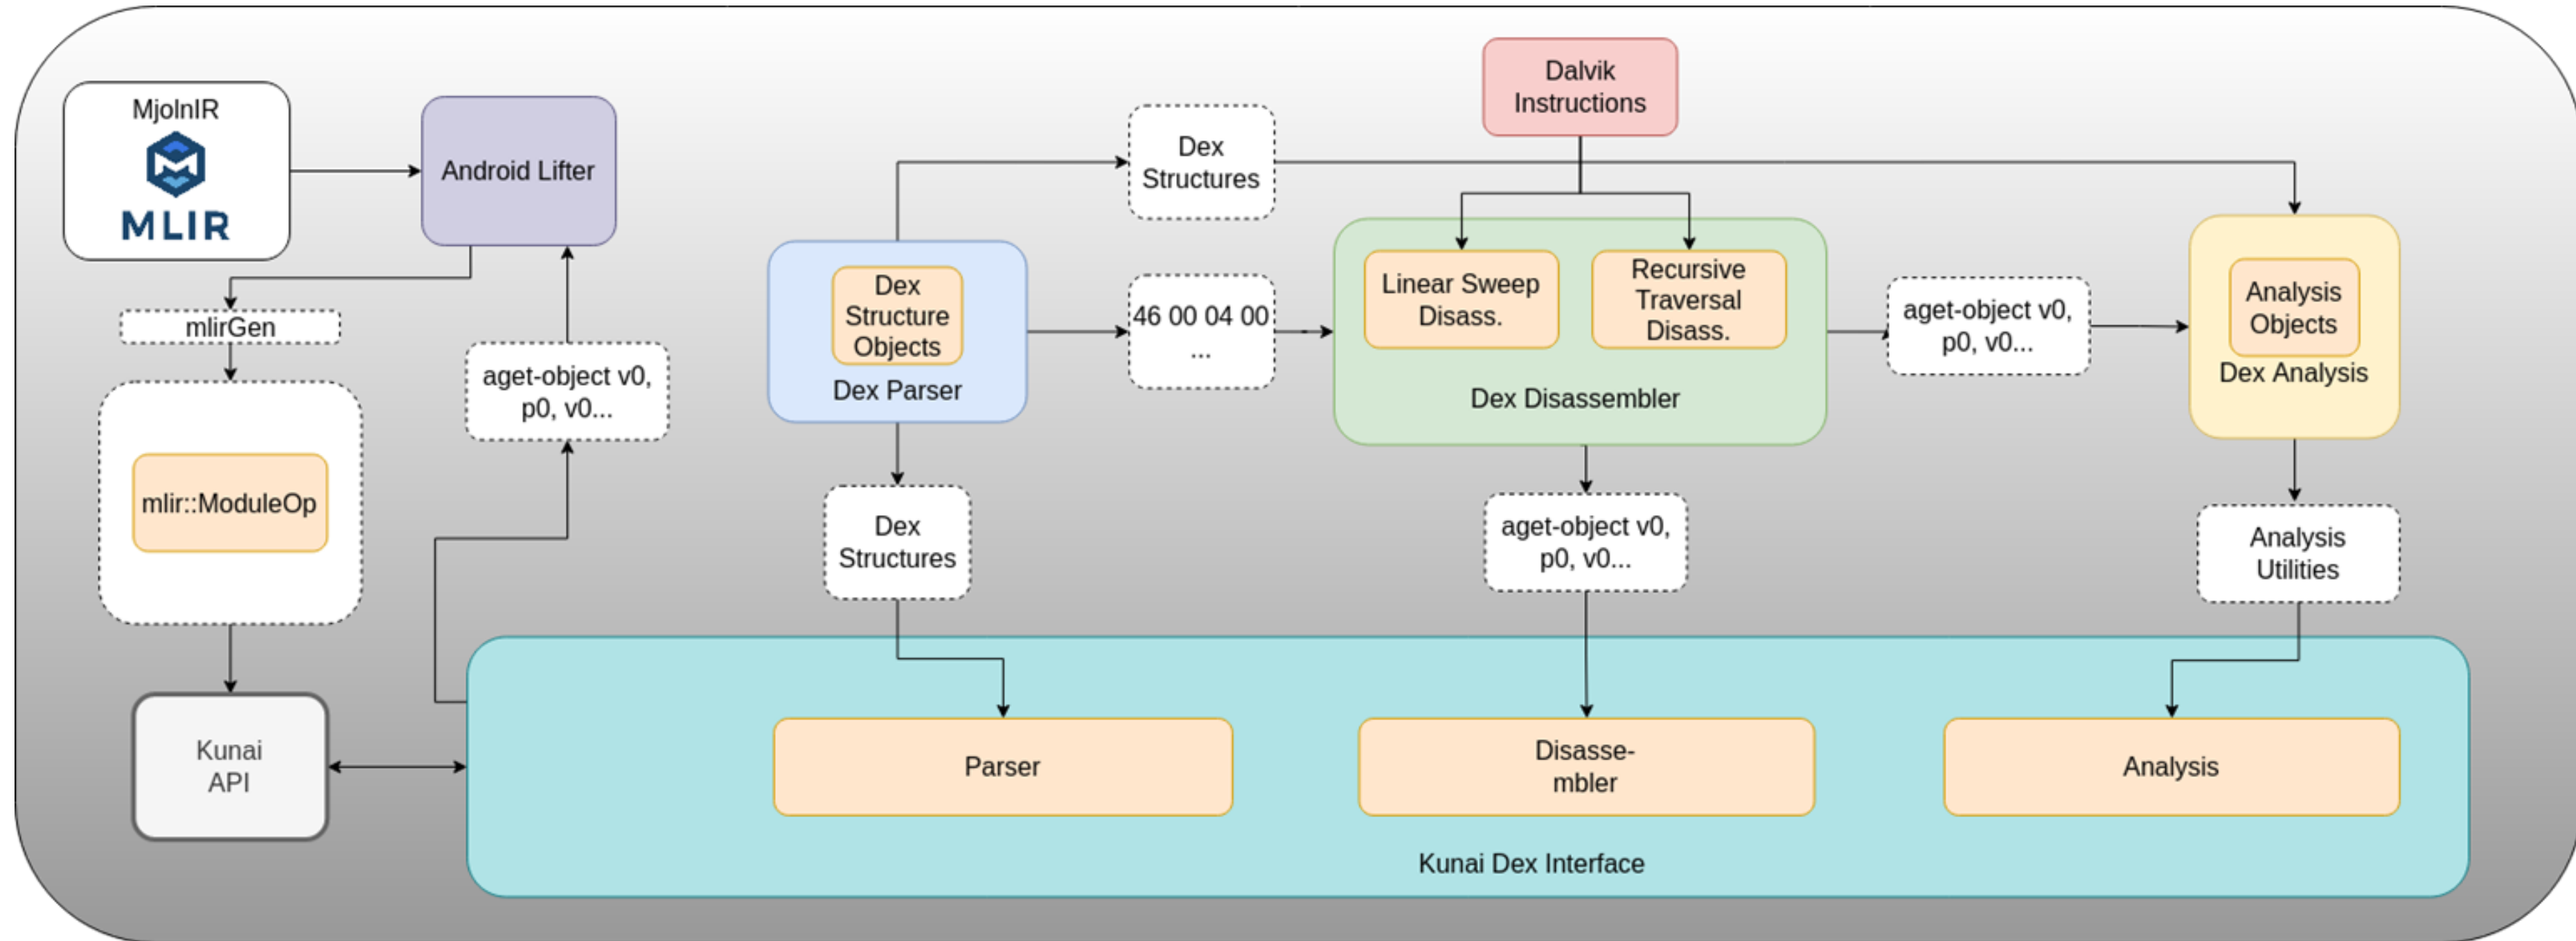 MjolnIR
MLIR
Android Lifter
mlirGen
aget-object v0,
p0, v0...
mlir::ModuleOp
Kunai
API
Dex
Structure
Objects
Dex Parser
Dex
Structures
46 00 04 00
...
Dex
Structures
Dalvik
Instructions
Linear Sweep
Disass.
Recursive
Traversal
Disass.
Dex Disassembler
aget-object v0,
p0, v0...
aget-object v0,
p0, v0...
Analysis
Objects
Dex Analysis
Analysis
Utilities
Parser
Disasse-
mbler
Analysis
Kunai Dex Interface